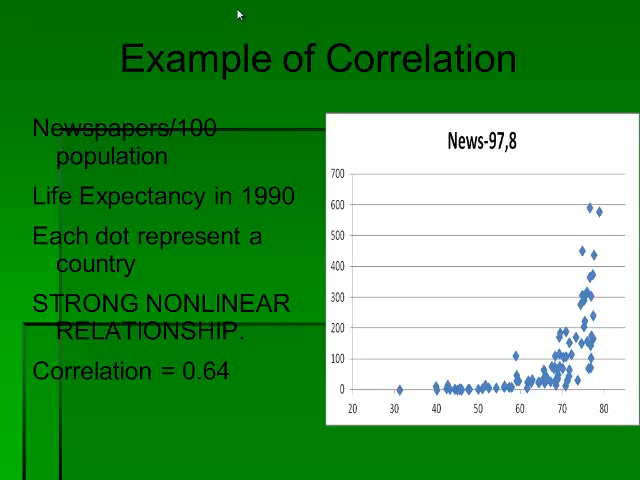 Example of Correlation
Newspapers/100
population
Life Expectancy in 1990
Each dot represent a
country
STRONG NONLINEAR
RELATIONSHIP.
Correlation = 0.64
News-97,8
700
600
500
400
300
200
100
0
20 30 40 50 60 70 80